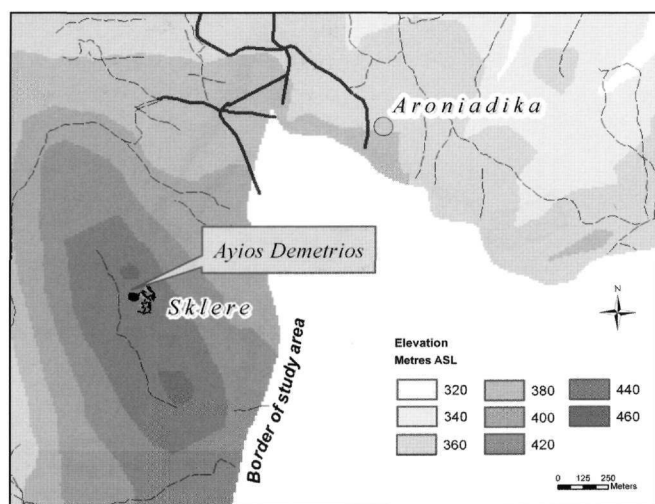 Aroniadika
Ayios Demetrios
Sklere
Border of study area
Elevation
Metres ASL
320 380 440
340 400 460
360 420
0 125 250
Meters